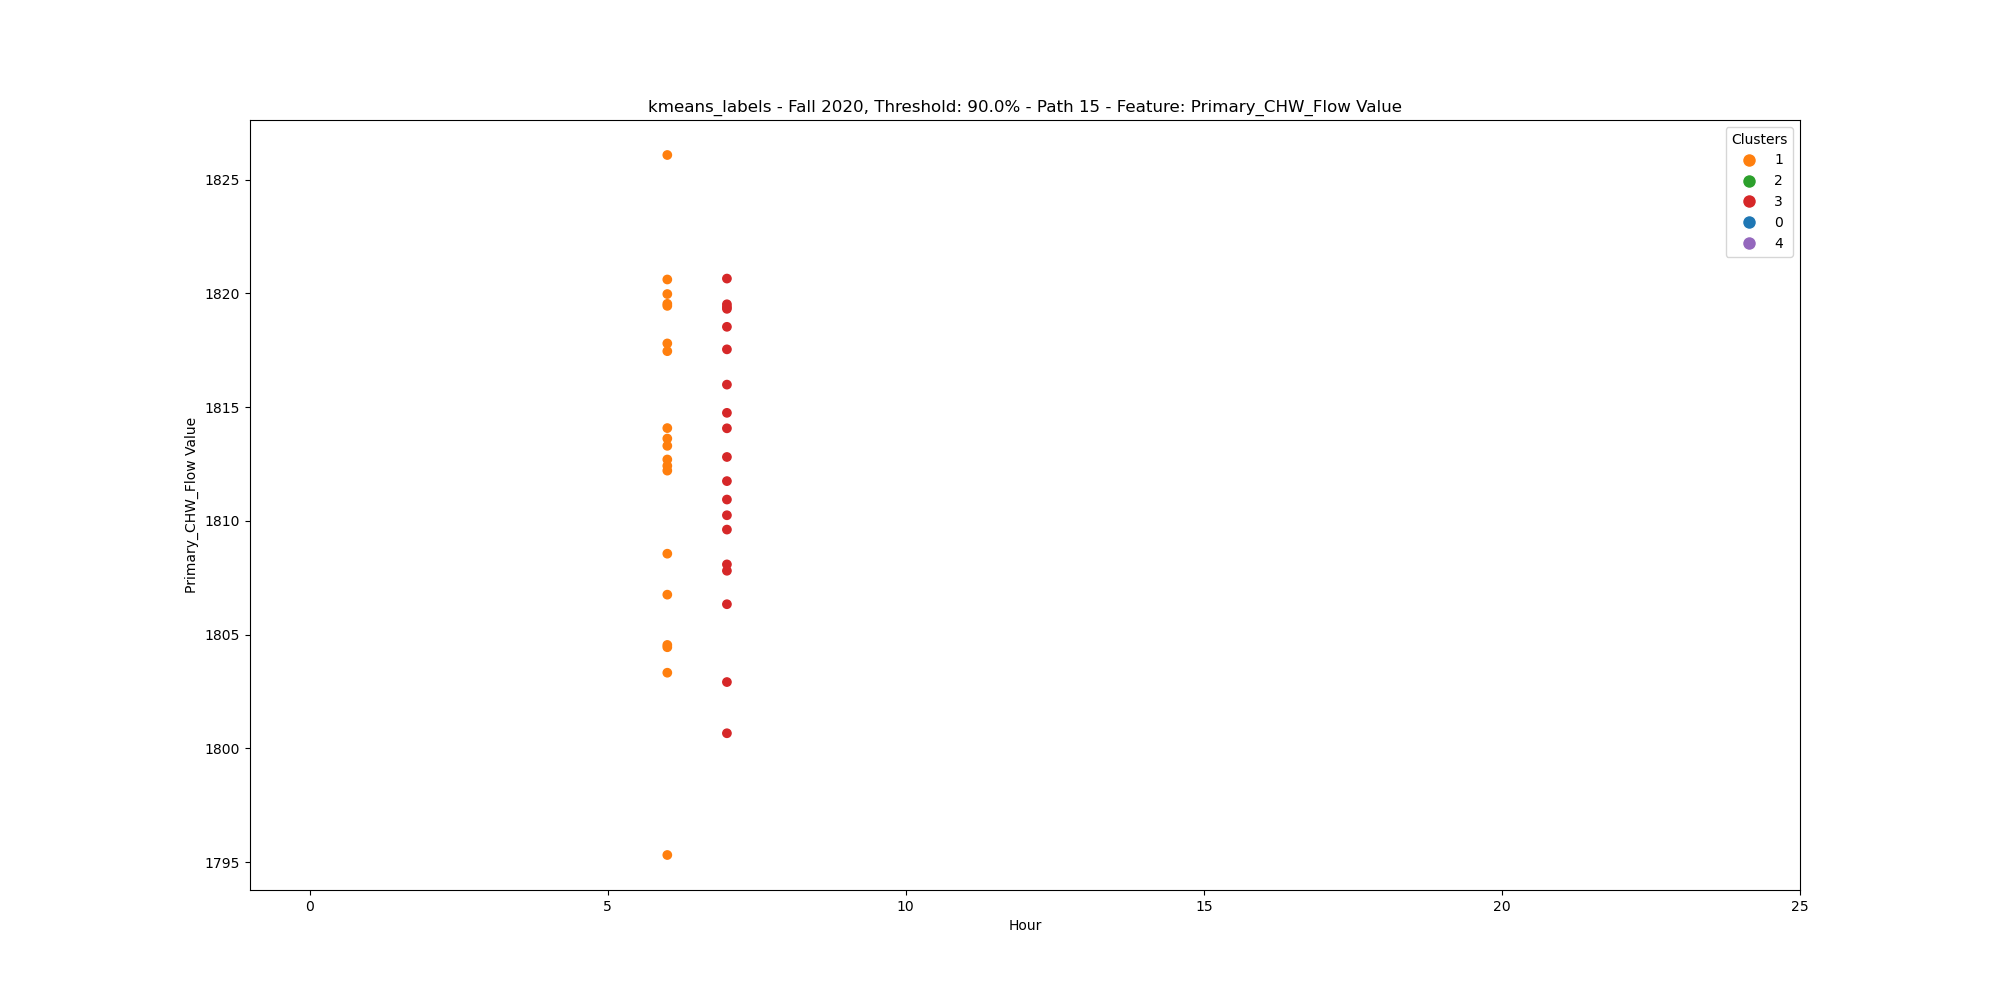 kmeans_labels - Fall 2020, Threshold: 90.0% - Path 15 - Feature: Primary_CHW_Flow Value
Clusters
1
2
3
0
4
1825
1820
1815
1810
1805
1800
1795
Primary_CHW_Flow Value
0 5 10 15 20 25
Hour